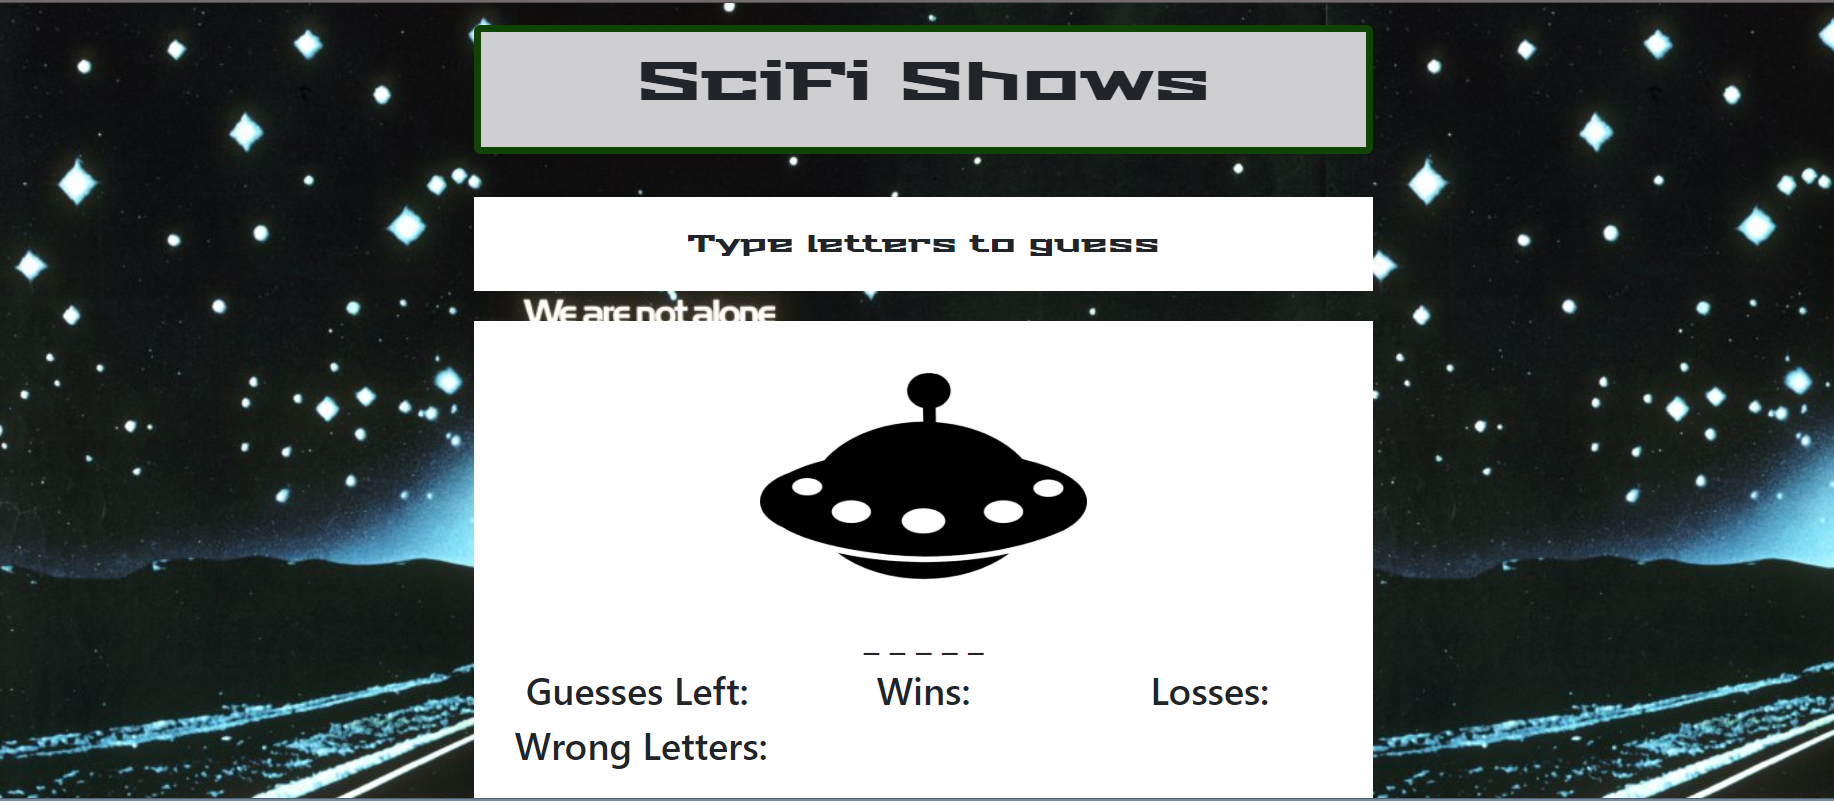 SciFi Shows
Type letters to guess
We are not alone
_ _ _ _ _
Guesses Left: Wins: Losses:
Wrong Letters: